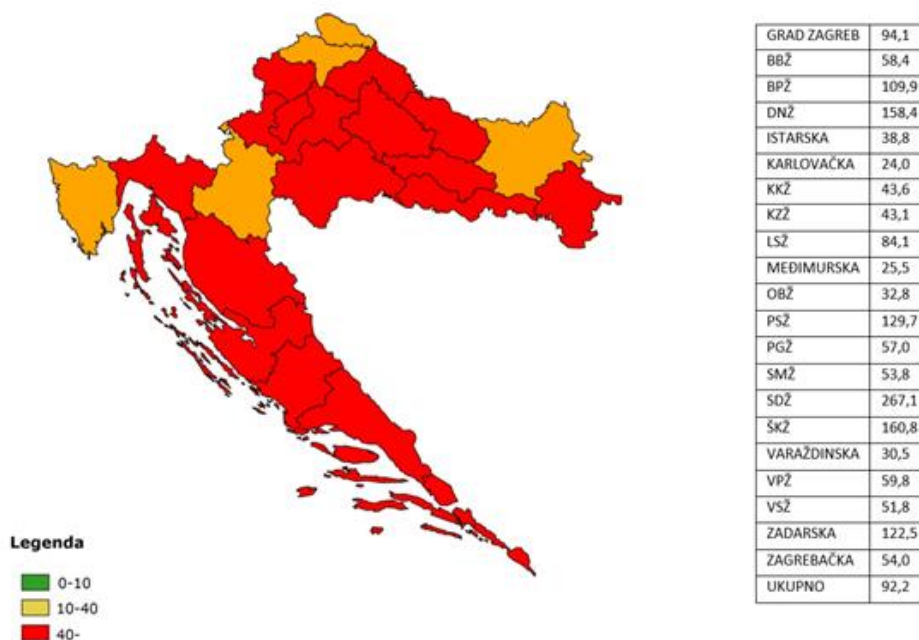 GRAD ZAGREB 94,1
BBŽ 58,4
BPŽ 109,9
DNŽ 158,4
ISTARSKA 38,8
KARLOVAČKA 24,0
KKŽ 43,6
KZŽ 43,1
LSŽ 84,1
MEĐIMURSKA 25,5
OBŽ 32,8
PSŽ 129,7
PGŽ 57,0
SMŽ 53,8
SDŽ 267,1
ŠKŽ 160,8
VARAŽDINSKA 30,5
VPŽ 59,8
VSŽ 51,8
ZADARSKA 122,5
ZAGREBAČKA 54,0
UKUPNO 92,2
Legenda
0-10
10-40
40-